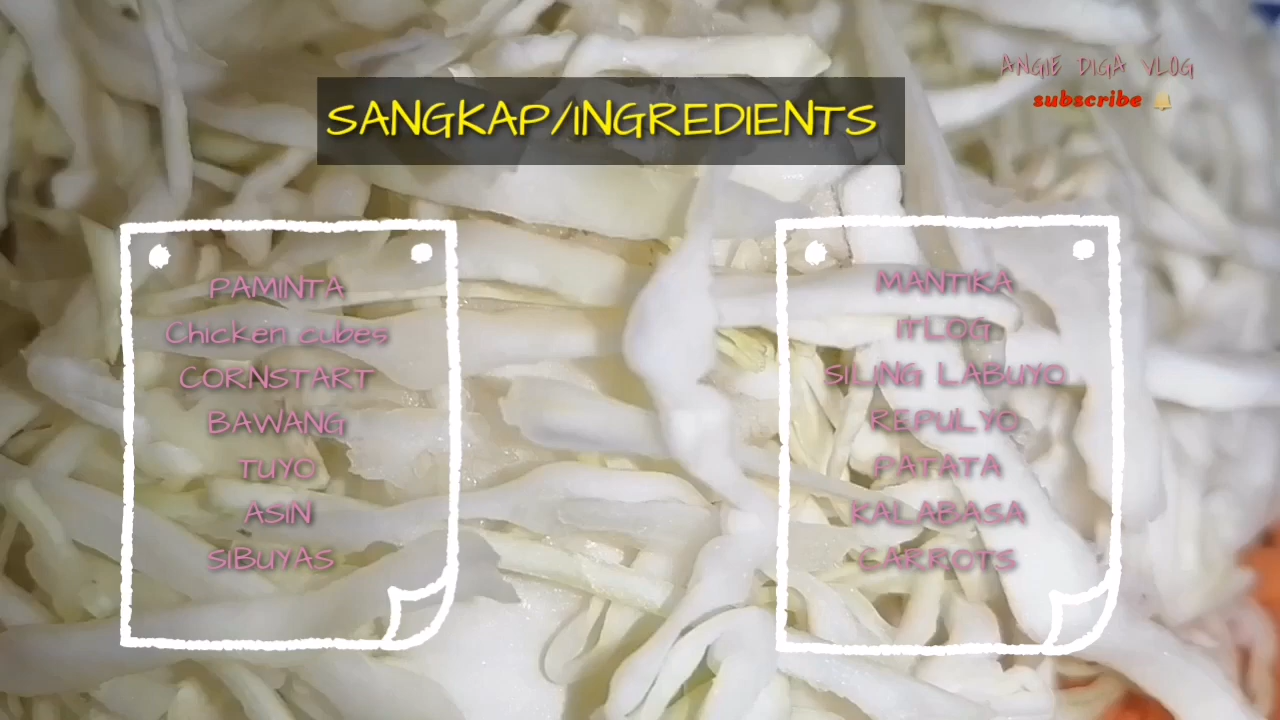 ANGIE DIGA VLOG
subscribe
SANGKAP/INGREDIENTS
PAMINTA
Chicken cubes
CORNSTART
BAWANG
TUYO
ASIN
SIBUYAS
MANTIKA
ITLOG
SILING LABUYO
REPULYO
PATATA
KALABASA
CARROTS